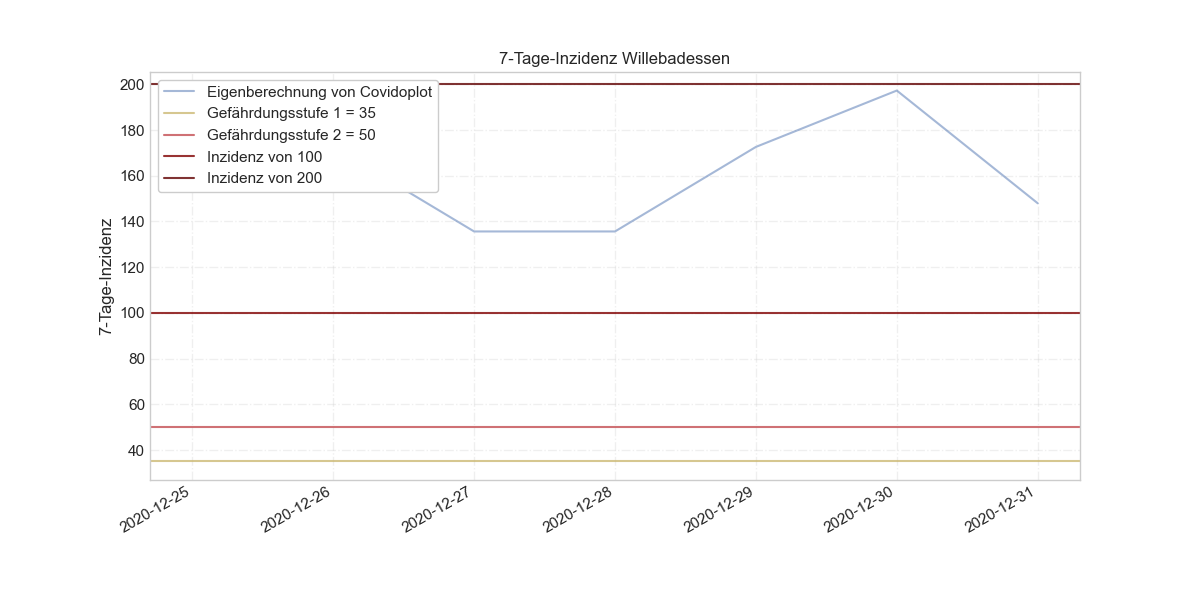 7-Tage-Inzidenz Willebadessen
Eigenberechnung von Covidoplot
Gefährdungsstufe 1 = 35
Gefährdungsstufe 2 = 50
Inzidenz von 100
Inzidenz von 200
7-Tage-Inzidenz
200
180
160
140
120
100
80
60
40
2020-12-25
2020-12-26
2020-12-27
2020-12-28
2020-12-29
2020-12-30
2020-12-31